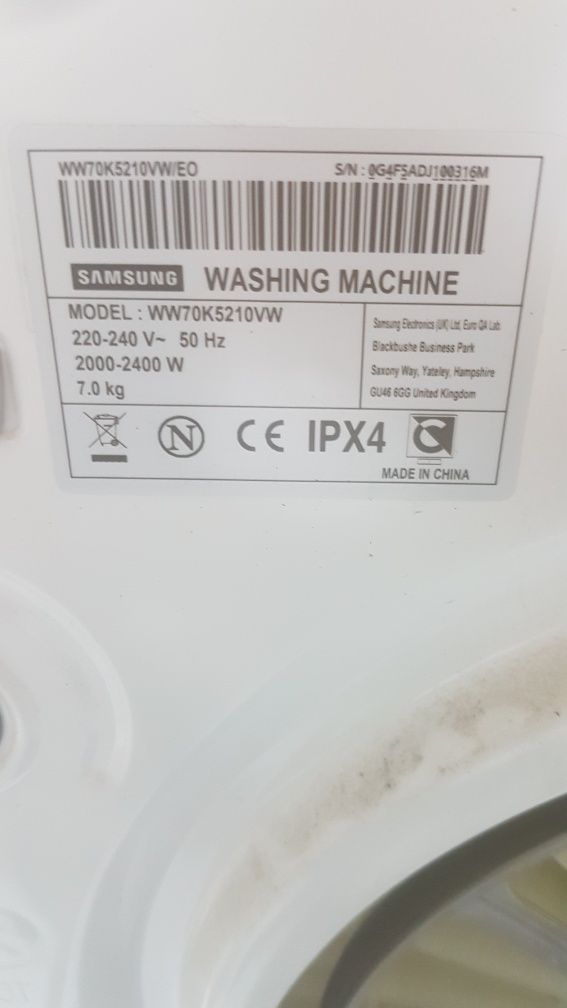 WW70K5210VW/EO S/N : 0G4F5ADJ100316M
SAMSUNG WASHING MACHINE
MODEL : WW70K5210VW
220-240 V~ 50 Hz
2000-2400 W
7.0 kg
Samsung Electronics (UK) Ltd, Euro QA Lab.
Blackbushe Business Park
Saxony Way, Yateley, Hampshire
GU46 6GG United Kingdom
N CE IPX4
MADE IN CHINA